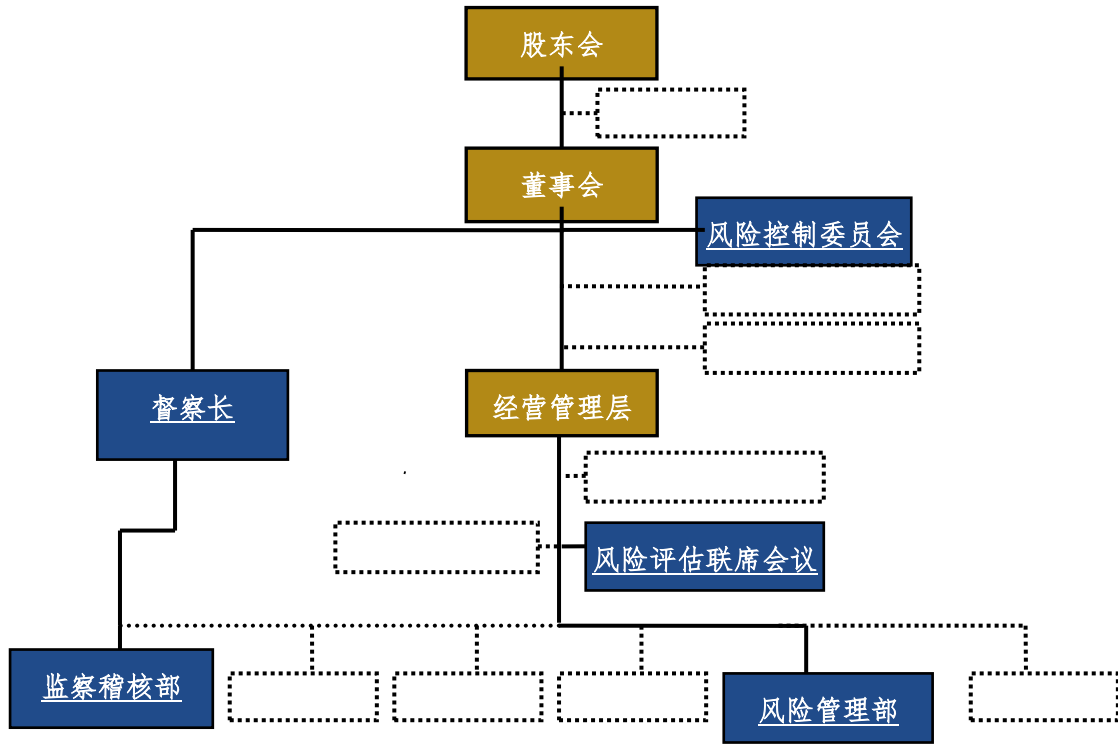 股东会
董事会
风险控制委员会
督察长
经营管理层
风险评估联席会议
监察稽核部
风险管理部